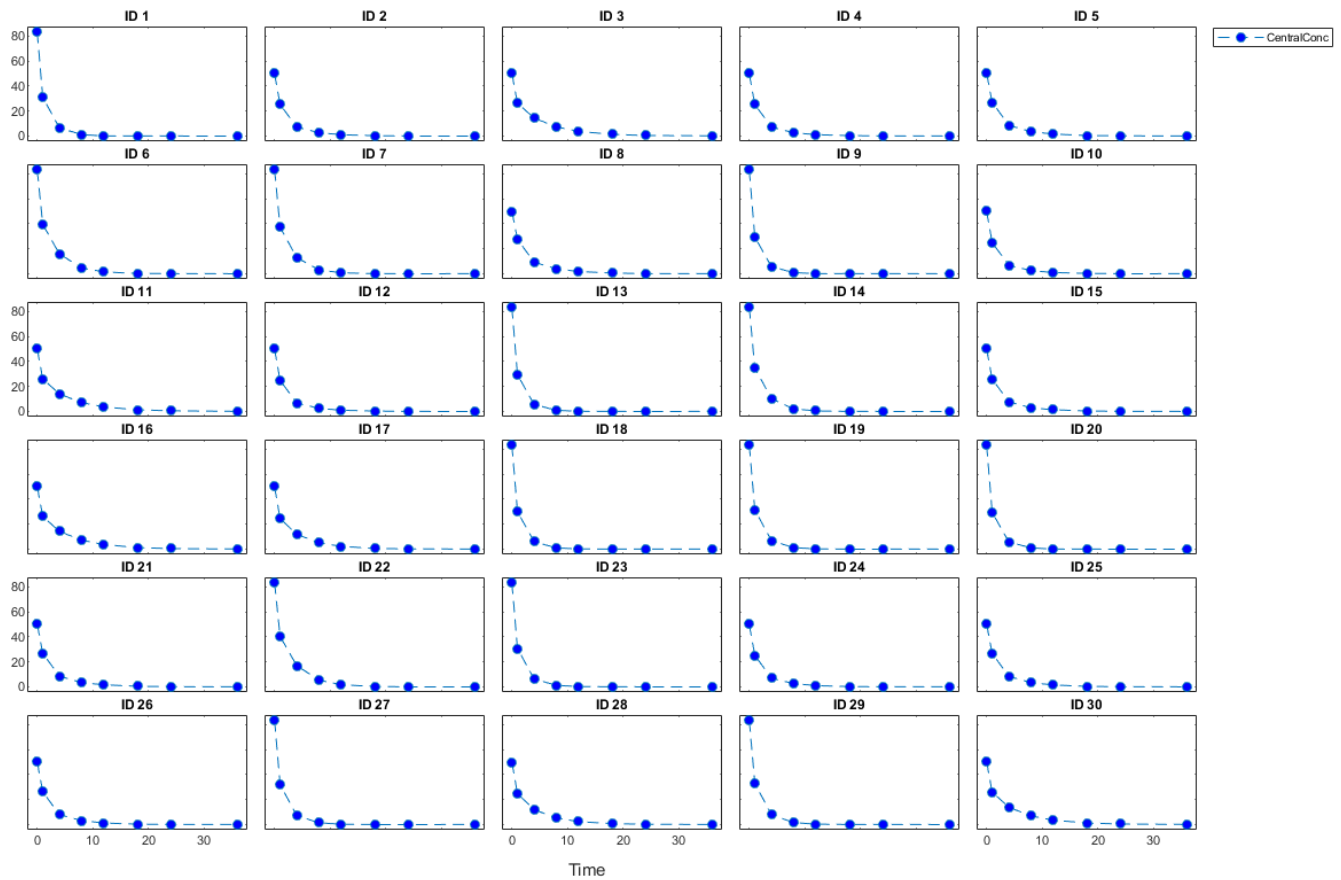 ID 1 ID 2 ID 3 ID 4 ID 5
CentralConc
80
60
40
20
0
ID 6 ID 7 ID 8 ID 9 ID 10
ID 11 ID 12 ID 13 ID 14 ID 15
80
60
40
20
0
ID 16 ID 17 ID 18 ID 19 ID 20
ID 21 ID 22 ID 23 ID 24 ID 25
80
60
40
20
0
ID 26 ID 27 ID 28 ID 29 ID 30
0 10 20 30 0 10 20 30 0 10 20 30
Time